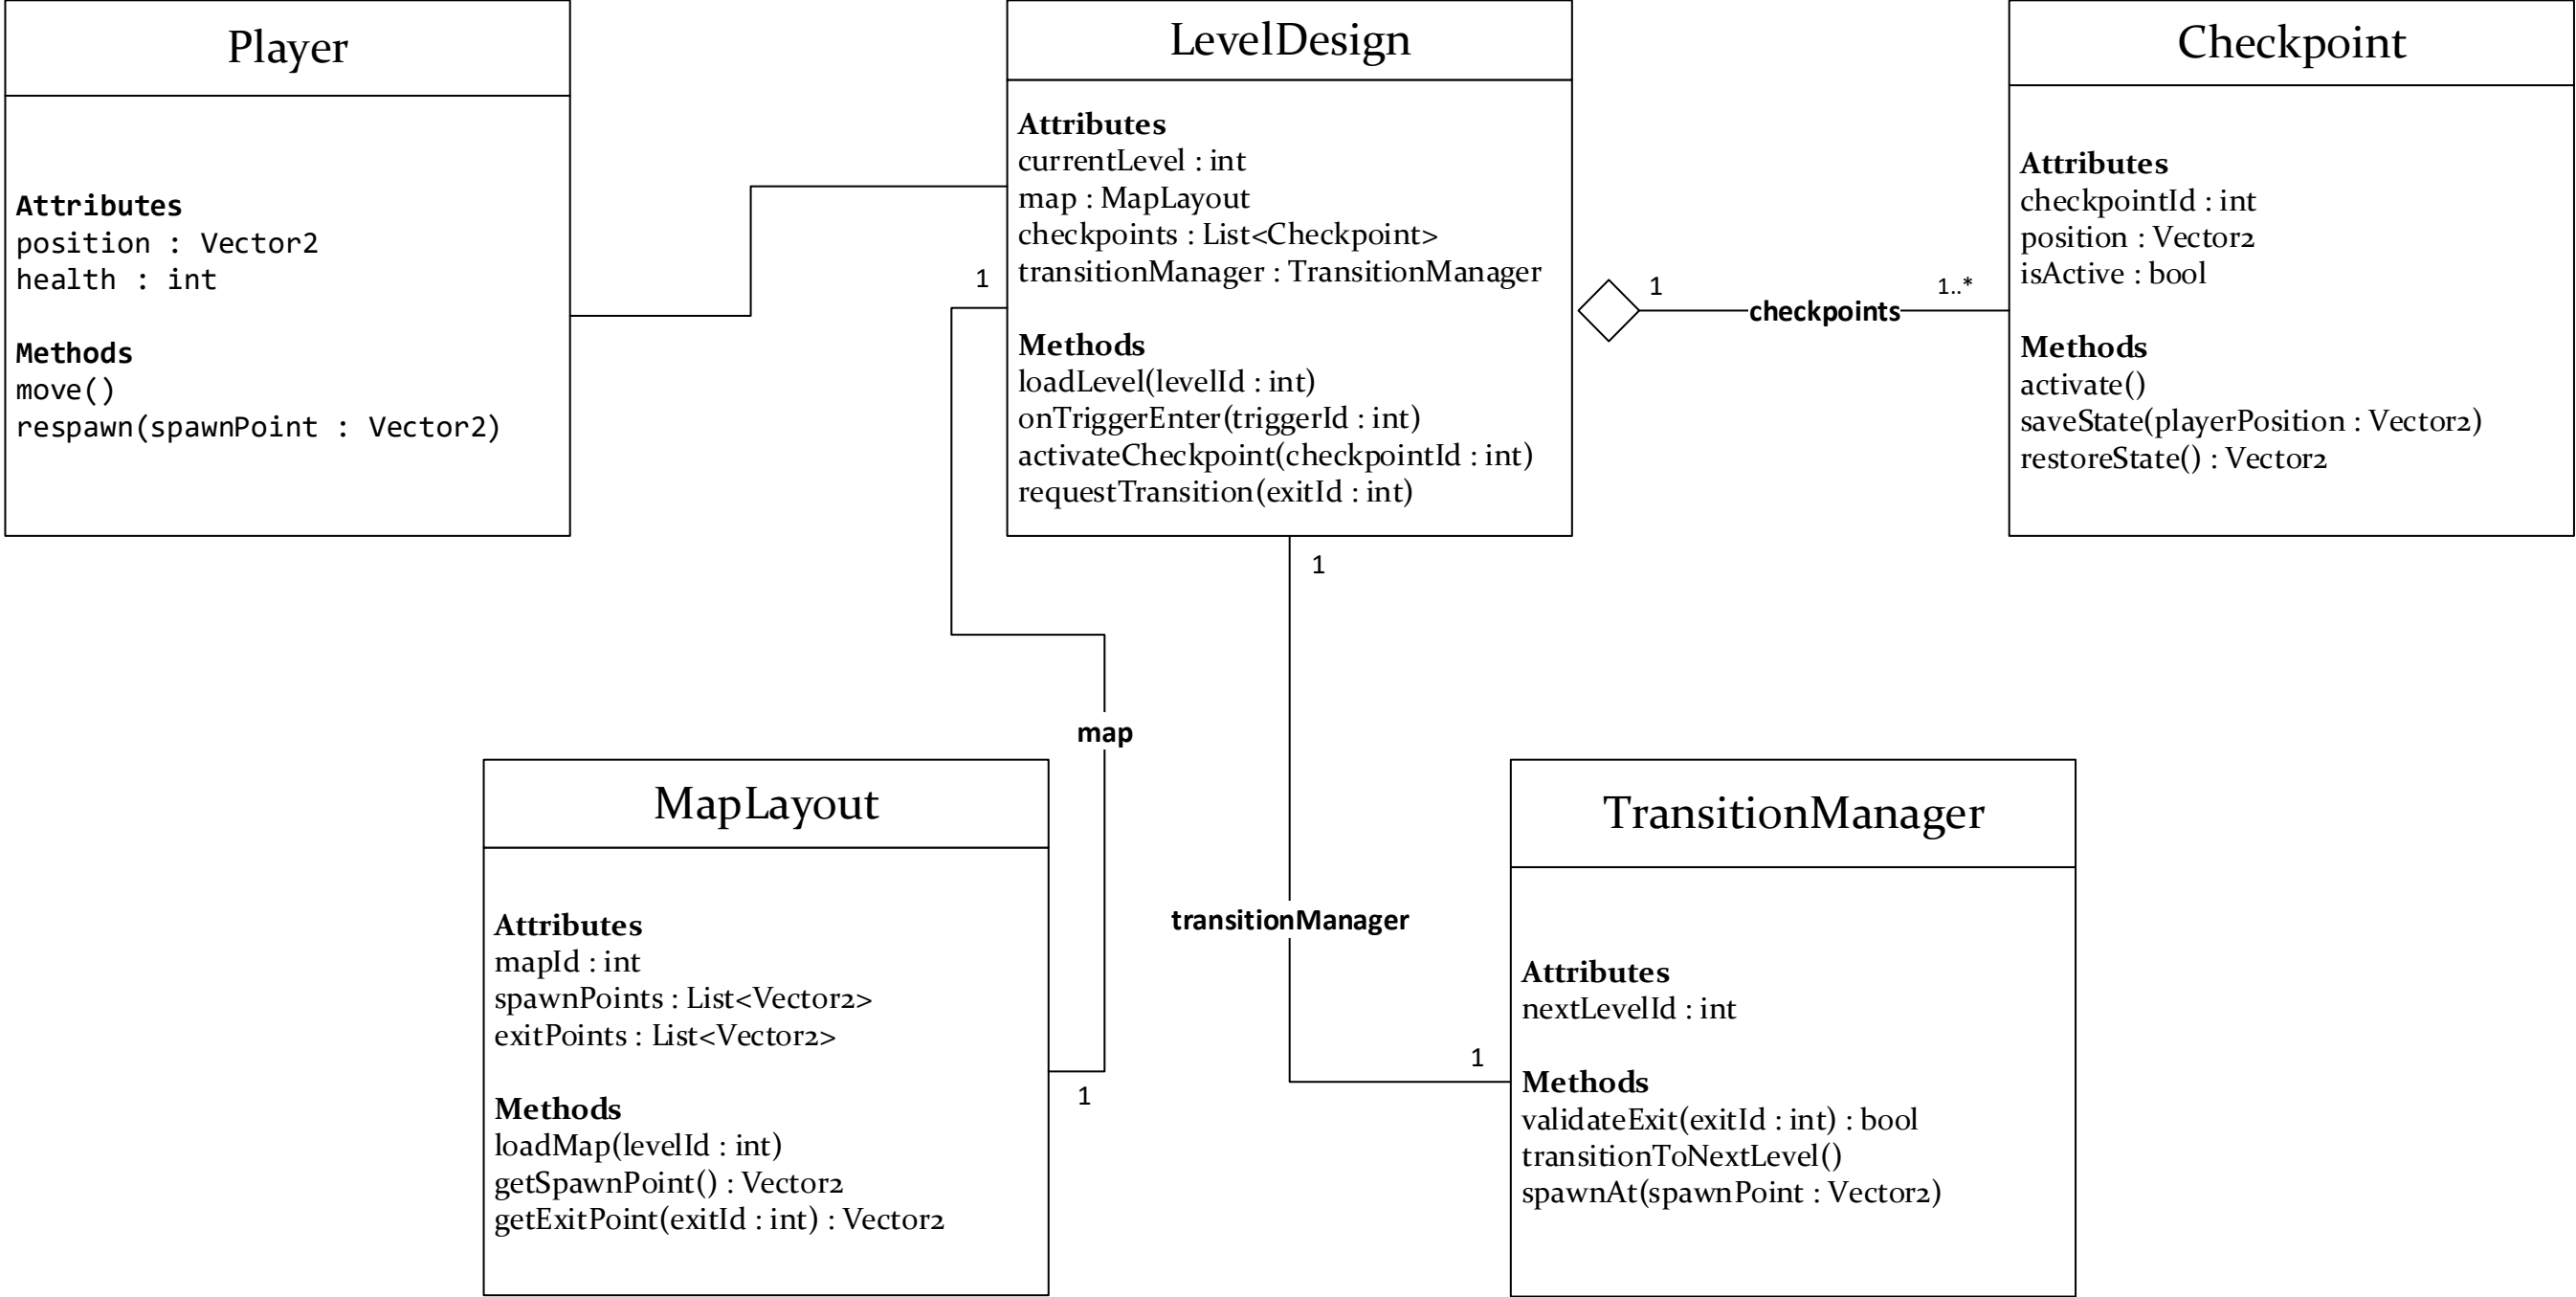 Player
Attributes
position : Vector2
health : int
Methods
move()
respawn(spawnPoint : Vector2)
LevelDesign
Attributes
currentLevel : int
map : MapLayout
checkpoints : List<Checkpoint>
transitionManager : TransitionManager
Methods
loadLevel(levelId : int)
onTriggerEnter(triggerId : int)
activateCheckpoint(checkpointId : int)
requestTransition(exitId : int)
1
1
checkpoints
1..*
Checkpoint
Attributes
checkpointId : int
position : Vector2
isActive : bool
Methods
activate()
saveState(playerPosition : Vector2)
restoreState() : Vector2
1
map
1
transitionManager
1
MapLayout
Attributes
mapId : int
spawnPoints : List<Vector2>
exitPoints : List<Vector2>
Methods
loadMap(levelId : int)
getSpawnPoint() : Vector2
getExitPoint(exitId : int) : Vector2
TransitionManager
Attributes
nextLevelId : int
Methods
validateExit(exitId : int) : bool
transitionToNextLevel()
spawnAt(spawnPoint : Vector2)